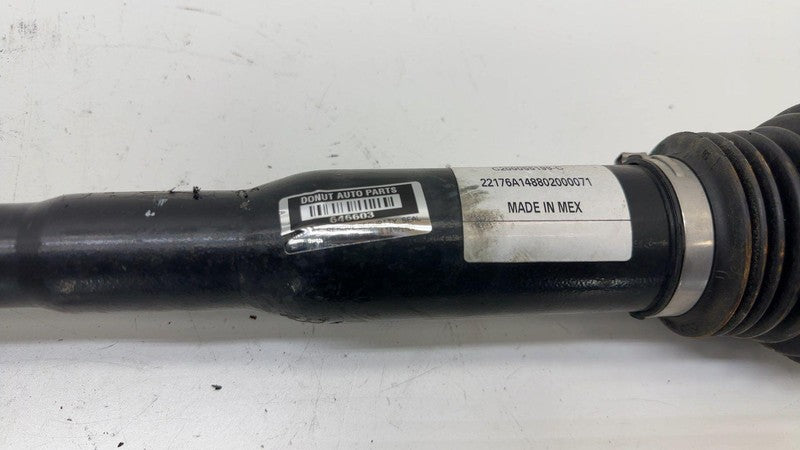 DONUT AUTO PARTS
646603
22176A148802000071
MADE IN MEX